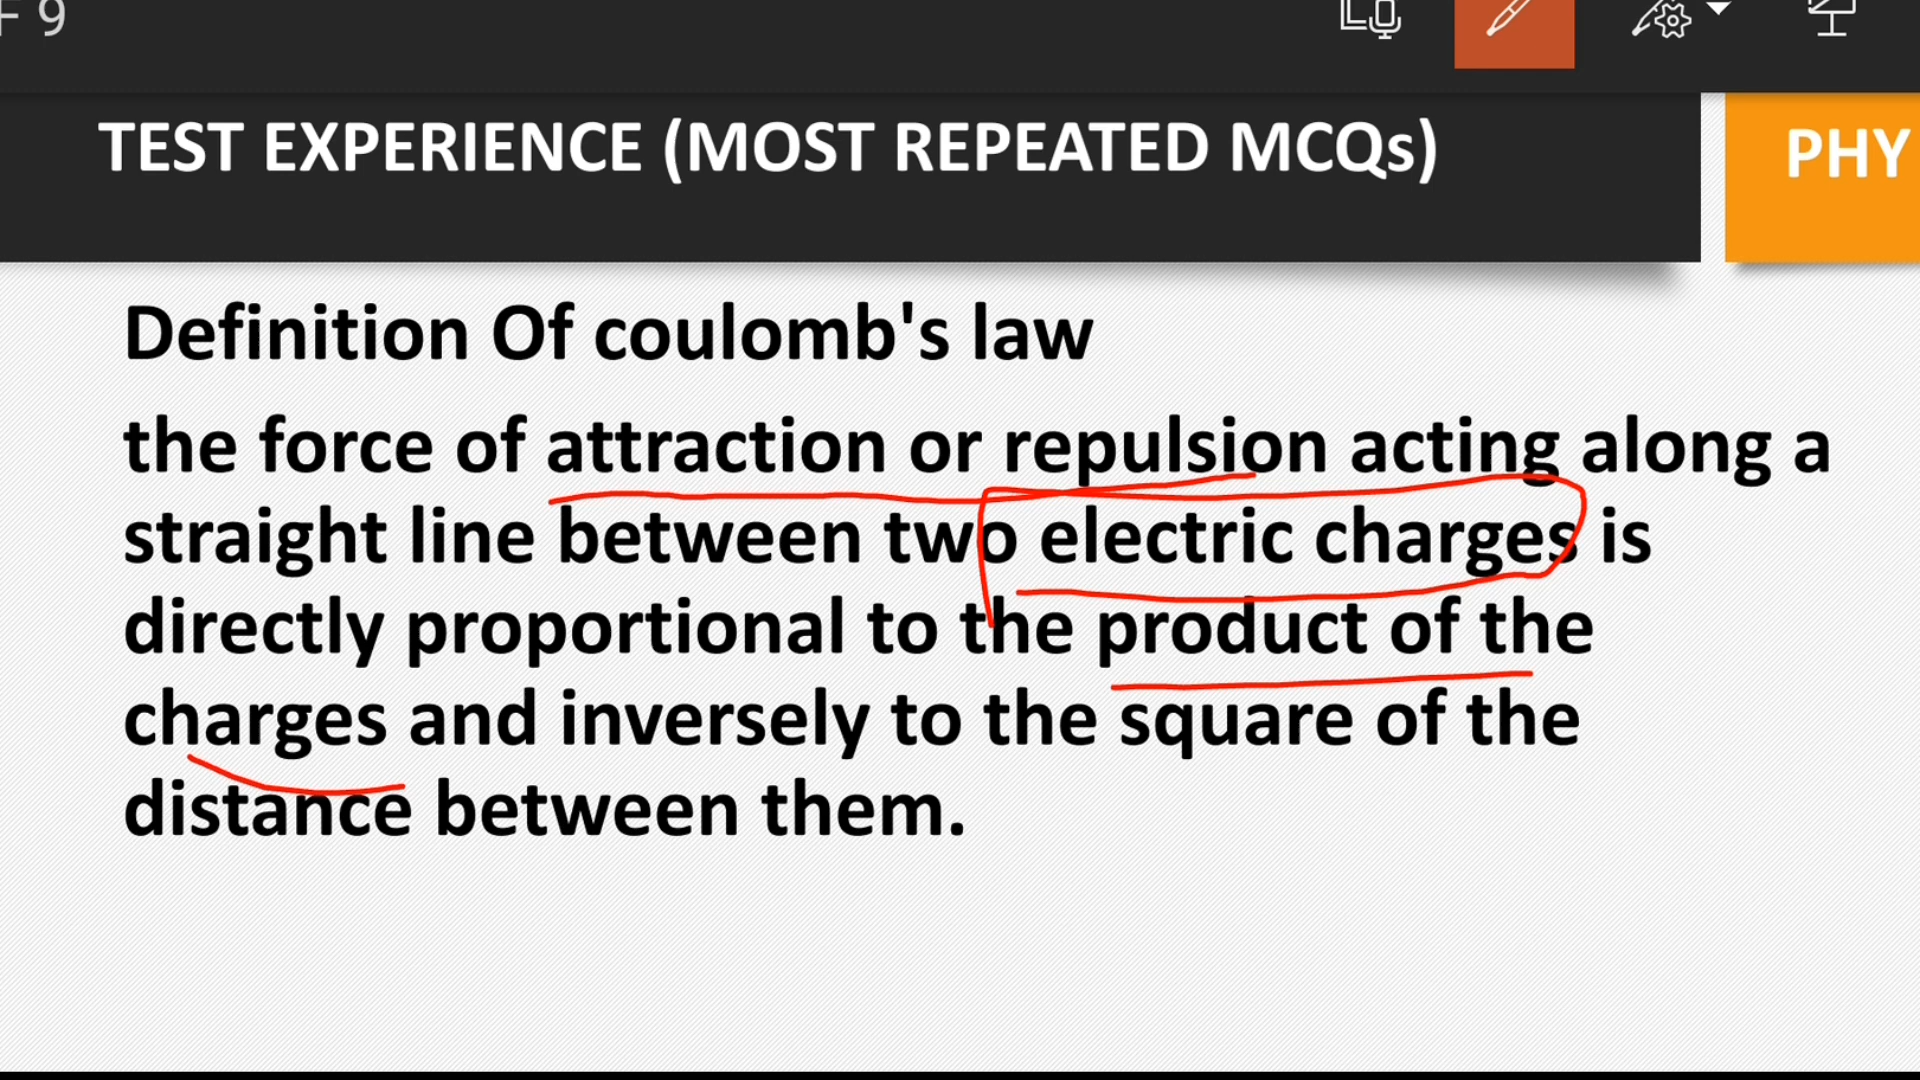 F 9
TEST EXPERIENCE (MOST REPEATED MCQs)
PHY
Definition Of coulomb's law
the force of attraction or repulsion acting along a
straight line between two electric charges is
directly proportional to the product of the
charges and inversely to the square of the
distance between them.